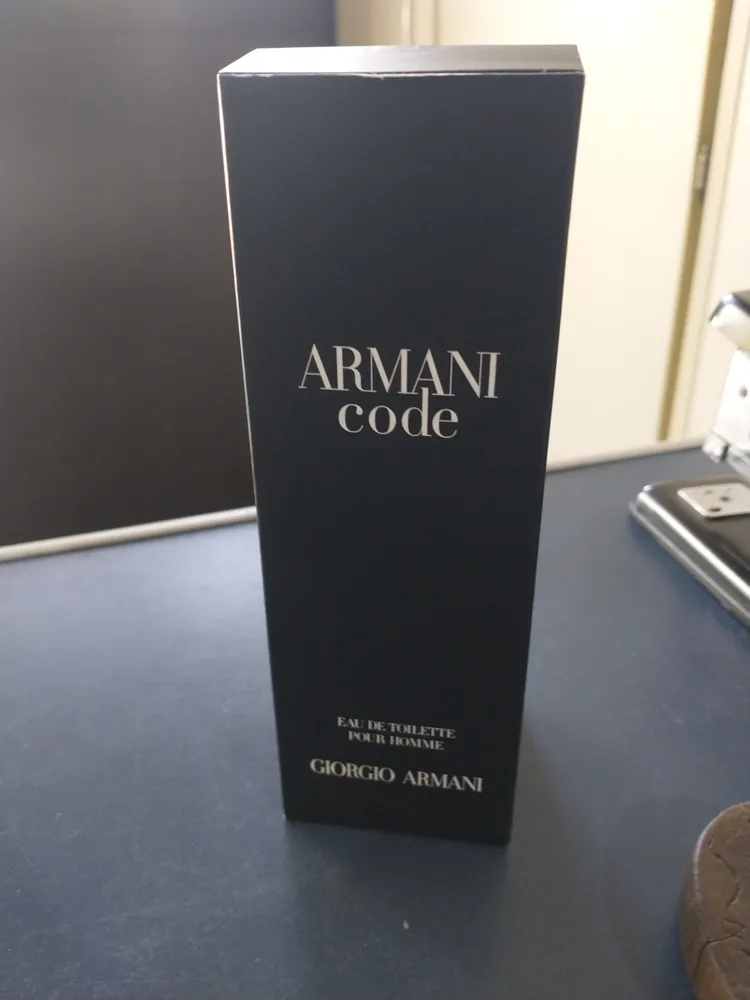 ARMANI
code
EAU DE TOILETTE
POUR HOMME
GIORGIO ARMANI